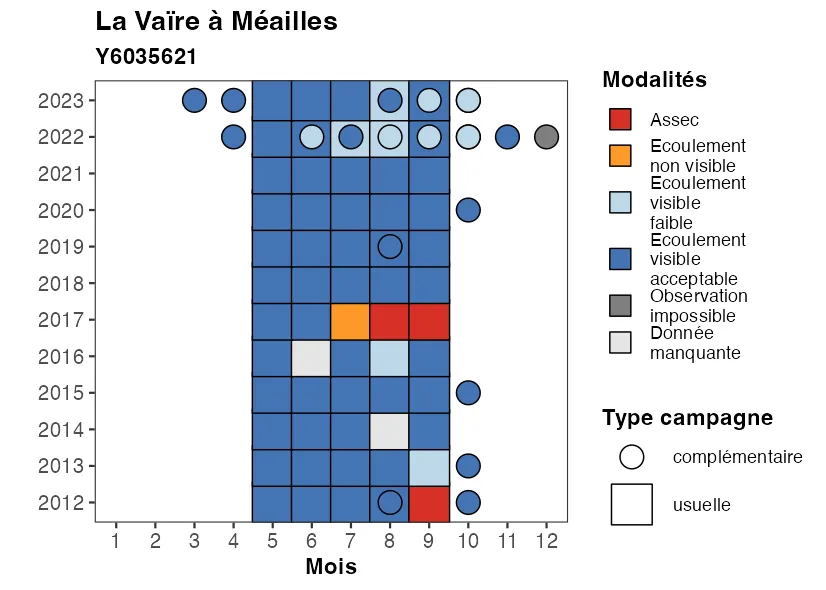 La Vaïre à Méailles
Y6035621
2023
2022
2021
2020
2019
2018
2017
2016
2015
2014
2013
2012
1 2 3 4 5 6 7 8 9 10 11 12
Mois
Modalités
Assec
Ecoulement
non visible
Ecoulement
visible
faible
Ecoulement
visible
acceptable
Observation
impossible
Donnée
manquante
Type campagne
complémentaire
usuelle